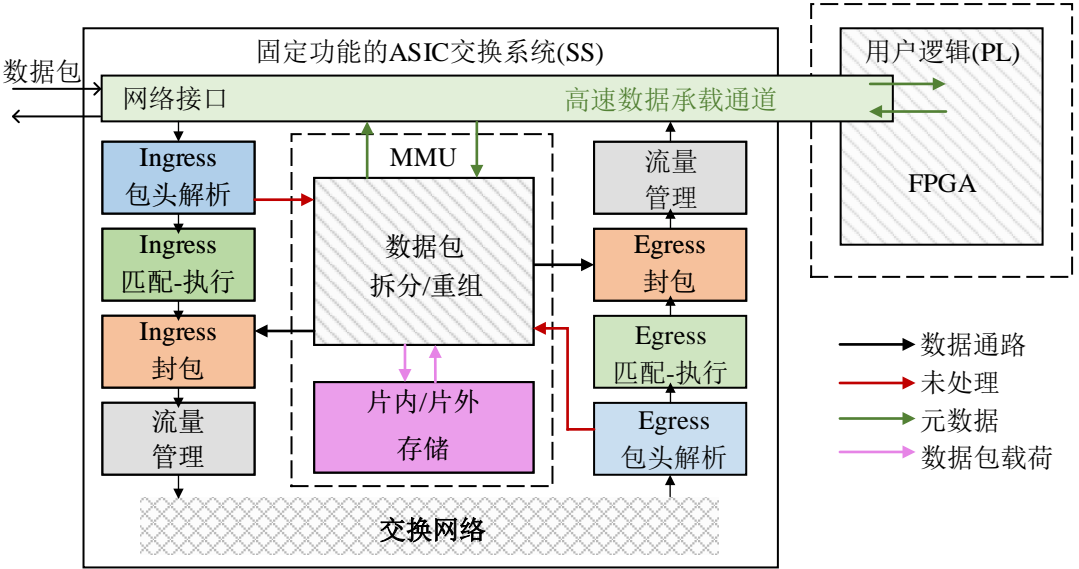 固定功能的ASIC交换系统(SS)
用户逻辑(PL)
数据包
网络接口
高速数据承载通道
FPGA
Ingress
包头解析
MMU
流量
管理
Ingress
匹配-执行
数据包
拆分/重组
Egress
封包
Ingress
封包
Egress
匹配-执行
片内/片外
存储
流量
管理
Egress
包头解析
交换网络
数据通路
未处理
元数据
数据包载荷